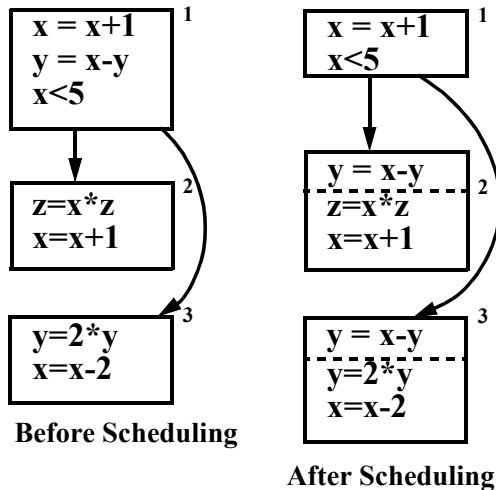 1
x = x+1
y = x-y
x<5
2
z=x*z
x=x+1
3
y=2*y
x=x-2
Before Scheduling
1
x = x+1
x<5
y = x-y
2
z=x*z
x=x+1
3
y = x-y
y=2*y
x=x-2
After Scheduling